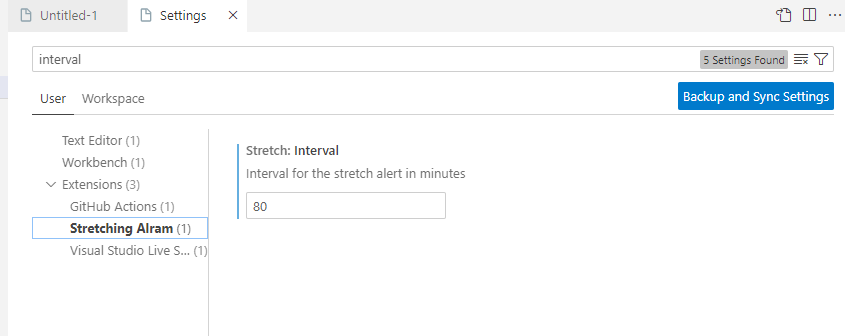 Untitled-1
Settings
interval
5 Settings Found
User
Workspace
Backup and Sync Settings
Text Editor (1)
Workbench (1)
Extensions (3)
GitHub Actions (1)
Stretching Alram (1)
Visual Studio Live S... (1)
Stretch: Interval
Interval for the stretch alert in minutes
80